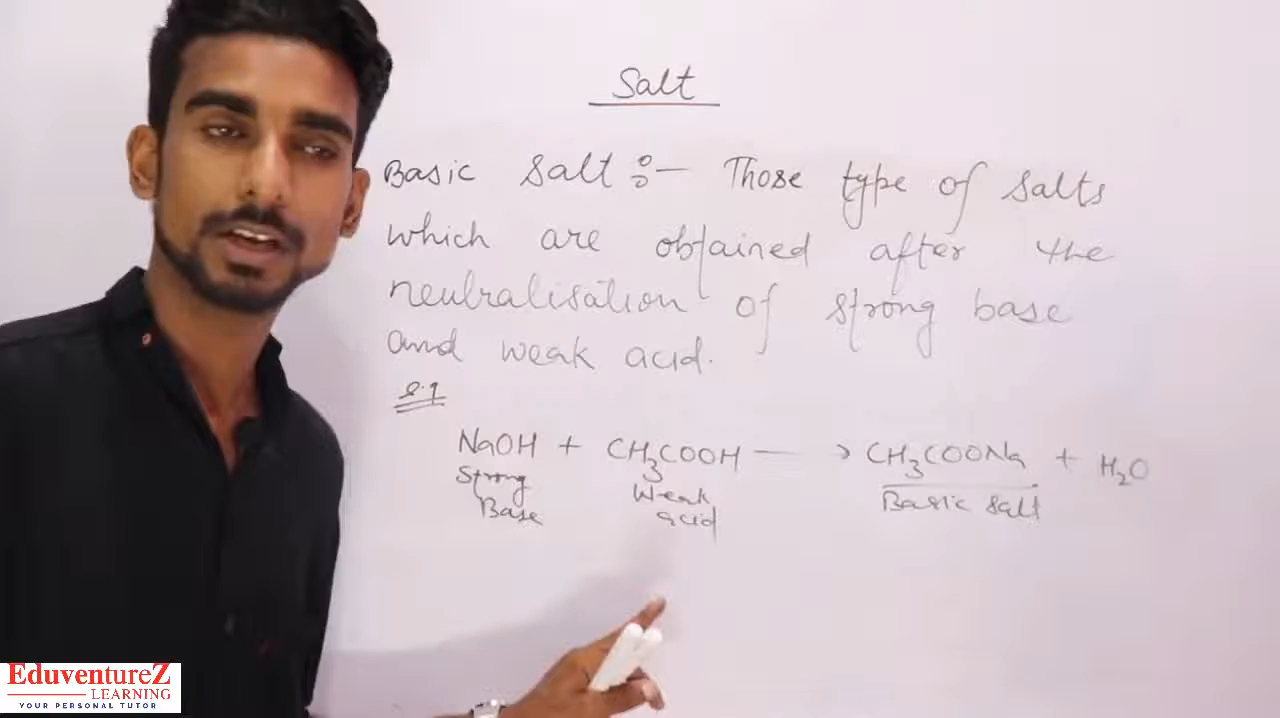 Salt
Basic Salt :- Those type of salts
which are obtained after the
neutralisation of strong base
and weak acid.
e.g
NaOH + CH₃COOH → CH₃COONa + H₂O
Strong Base Weak acid Basic Salt
EduventureZ
LEARNING
YOUR PERSONAL TUTOR